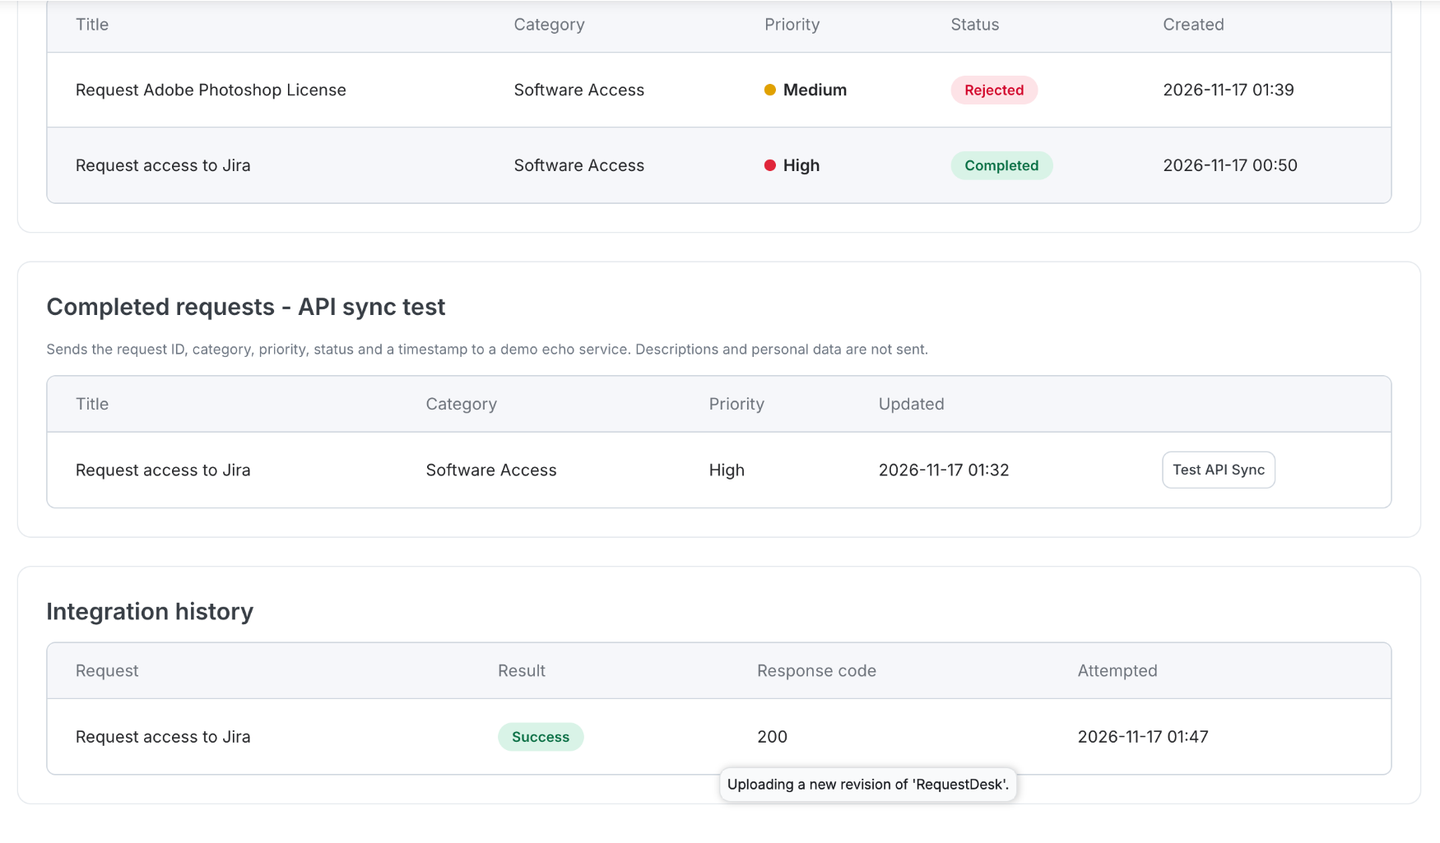 Title Category Priority Status Created
Request Adobe Photoshop License Software Access Medium Rejected 2026-11-17 01:39
Request access to Jira Software Access High Completed 2026-11-17 00:50
Completed requests - API sync test
Sends the request ID, category, priority, status and a timestamp to a demo echo service. Descriptions and personal data are not sent.
Title Category Priority Updated
Request access to Jira Software Access High 2026-11-17 01:32 Test API Sync
Integration history
Request Result Response code Attempted
Request access to Jira Success 200 2026-11-17 01:47
Uploading a new revision of 'RequestDesk'.